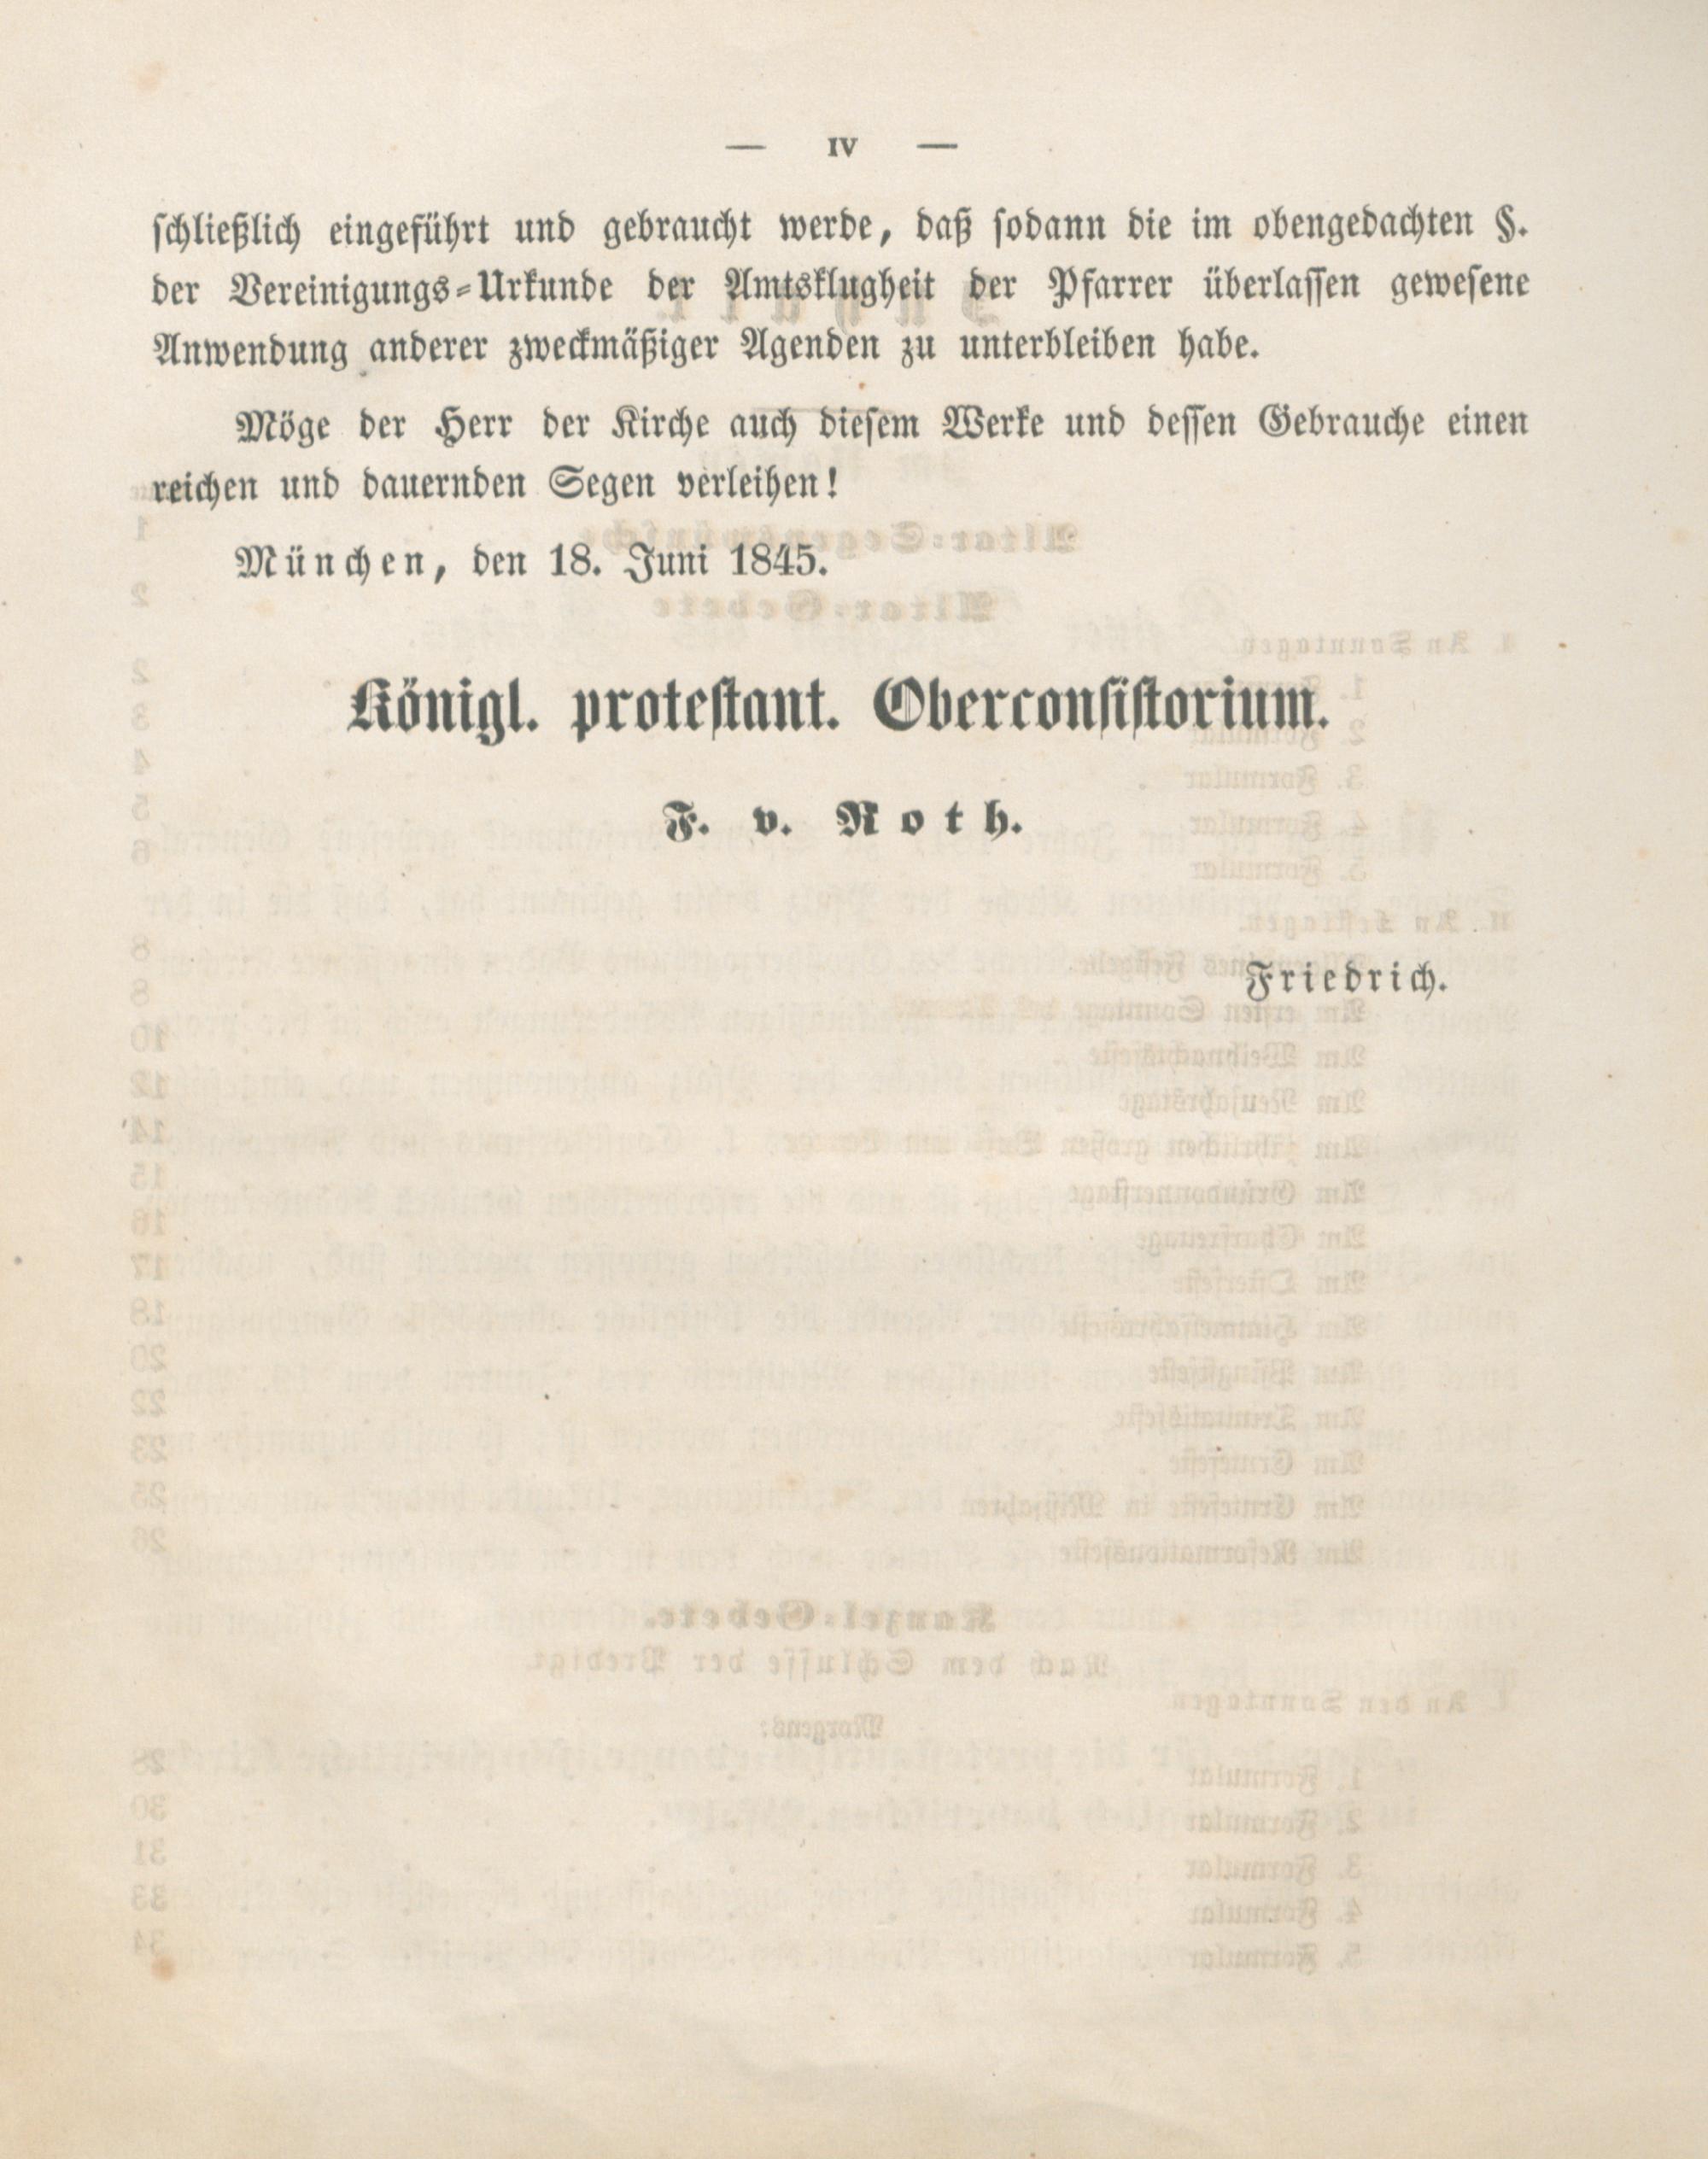 — IV —
schließlich eingeführt und gebraucht werde, daß sodann die im obengedachten §.
der Vereinigungs-Urkunde der Amtsklugheit der Pfarrer überlassen gewesene
Anwendung anderer zweckmäßiger Agenden zu unterbleiben habe.
Möge der Herr der Kirche auch diesem Werke und dessen Gebrauche einen
reichen und dauernden Segen verleihen!
München, den 18. Juni 1845.
Königl. protestant. Oberconsistorium.
F. v. Roth.
Friedrich.